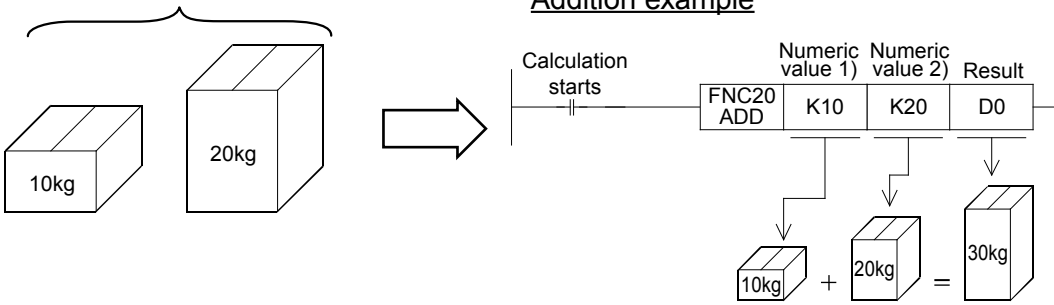 Addition example
10kg
20kg
Calculation
starts
Numeric
value 1)
Numeric
value 2)
Result
FNC20
ADD
K10
K20
D0
10kg
+
20kg
=
30kg